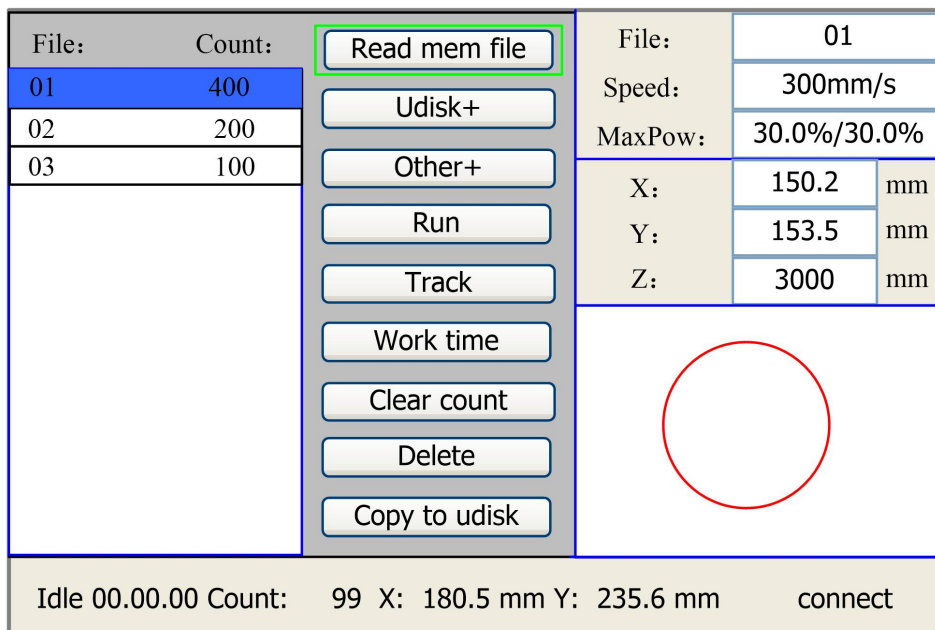 File： Count：
01 400
02 200
03 100
Read mem file
Udisk+
Other+
Run
Track
Work time
Clear count
Delete
Copy to udisk
File： 01
Speed： 300mm/s
MaxPow： 30.0%/30.0%
X： 150.2 mm
Y： 153.5 mm
Z： 3000 mm
Idle 00.00.00 Count: 99 X: 180.5 mm Y: 235.6 mm connect